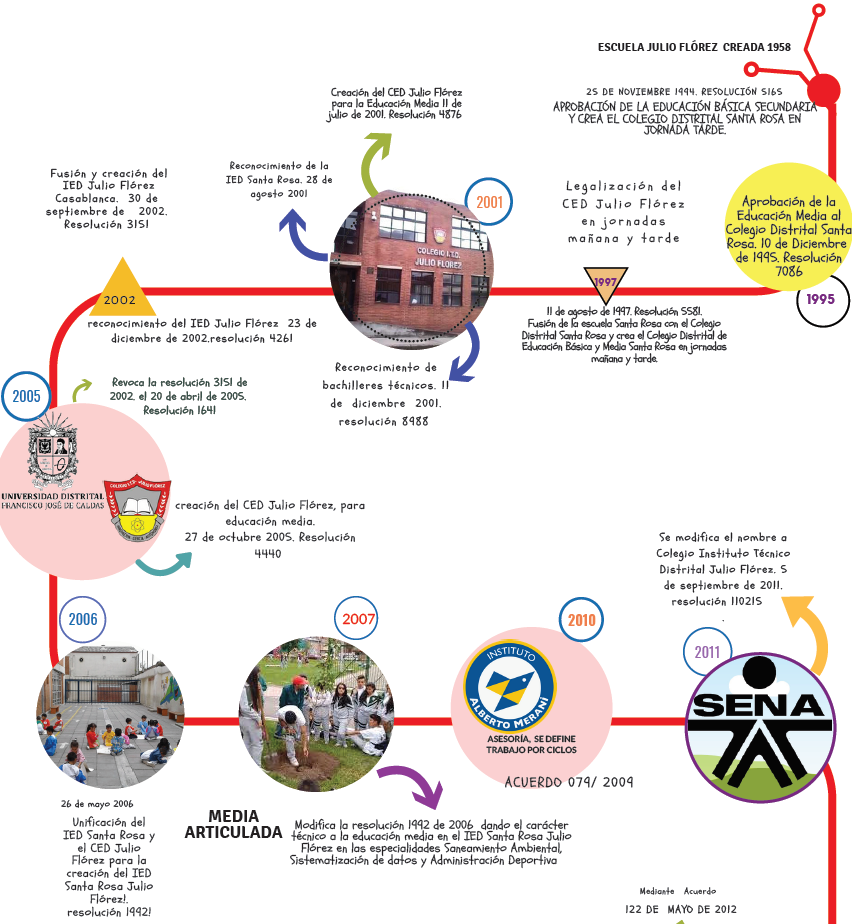 ESCUELA JULIO FLÓREZ CREADA 1958
25 DE NOVIEMBRE 1994. RESOLUCIÓN 5165
APROBACIÓN DE LA EDUCACIÓN BÁSICA SECUNDARIA
Y CREA EL COLEGIO DISTRITAL SANTA ROSA EN
JORNADA TARDE.
Aprobación de la
Educación Media al
Colegio Distrital Santa
Rosa. 10 de Diciembre
de 1995. Resolución
7086
1995
Legalización del
CED Julio Flórez
en jornadas
mañana y tarde
1997
11 de agosto de 1997. Resolución 5581.
Fusión de la escuela Santa Rosa con el Colegio
Distrital Santa Rosa y crea el Colegio Distrital de
Educación Básica y Media Santa Rosa en jornadas
mañana y tarde.
Creación del CED Julio Flórez
para la Educación Media 11 de
julio de 2001. Resolución 4876
Reconocimiento de la
IED Santa Rosa. 28 de
agosto 2001
2001
COLEGIO I.T.D.
JULIO FLOREZ
Reconocimiento de
bachilleres técnicos. 11
de diciembre 2001.
resolución 8988
Fusión y creación del
IED Julio Flórez
Casablanca. 30 de
septiembre de 2002.
Resolución 3151
2002
reconocimiento del IED Julio Flórez 23 de
diciembre de 2002.resolución 4261
2005
Revoca la resolución 3151 de
2002. el 20 de abril de 2005.
Resolución 1641
UNIVERSIDAD DISTRITAL
FRANCISCO JOSÉ DE CALDAS
COLEGIO I.E.D. JULIO FLOREZ
creación del CED Julio Flórez, para
educación media.
27 de octubre 2005. Resolución
4440
2006
26 de mayo 2006
Unificación del
IED Santa Rosa y
el CED Julio
Flórez para la
creación del IED
Santa Rosa Julio
Flórez!.
resolución 1992!
2007
MEDIA
ARTICULADA
Modifica la resolución 1992 de 2006 dando el carácter
técnico a la educación media en el IED Santa Rosa Julio
Flórez en las especialidades Saneamiento Ambiental,
Sistematización de datos y Administración Deportiva
2010
INSTITUTO
ALBERTO MERANI
ASESORÍA, SE DEFINE
TRABAJO POR CICLOS
ACUERDO 079/ 2009
Se modifica el nombre a
Colegio Instituto Técnico
Distrital Julio Flórez. 5
de septiembre de 2011.
resolución 110215
.
2011
SENA
Mediante Acuerdo
122 DE MAYO DE 2012